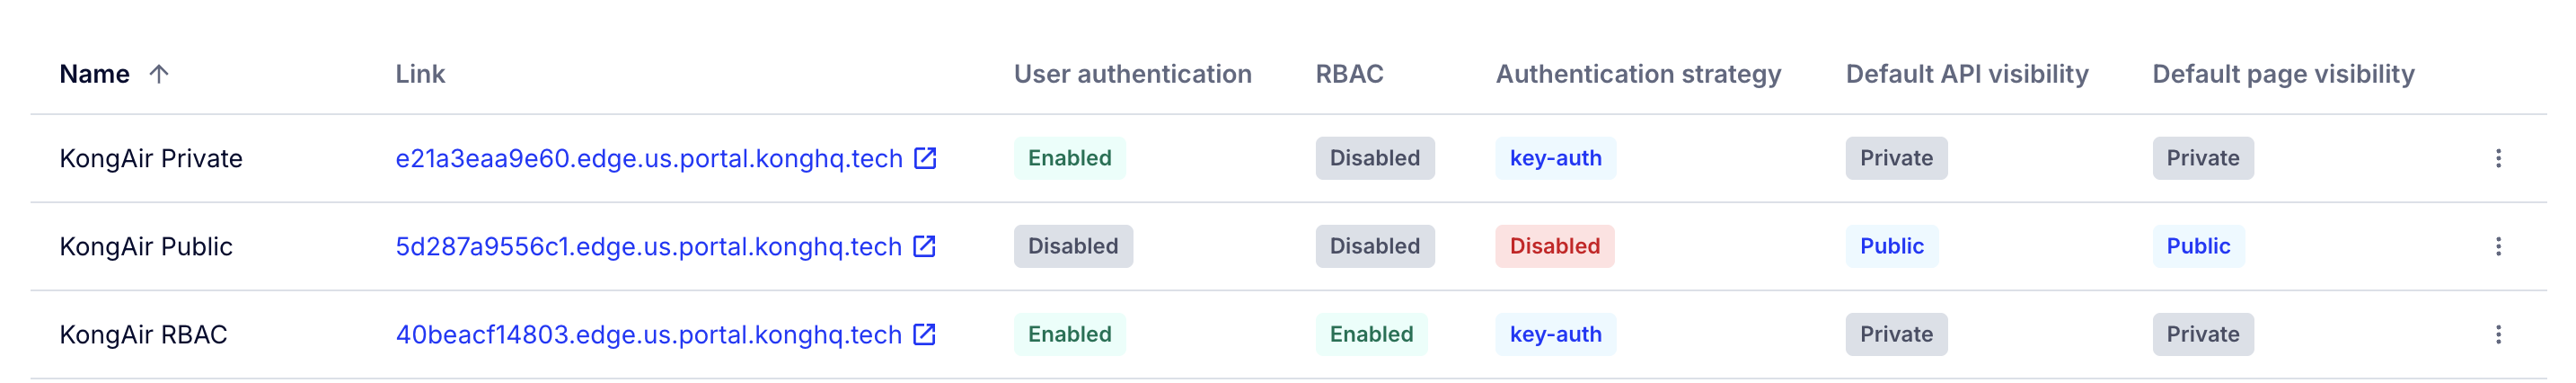 Name Link User authentication RBAC Authentication strategy Default API visibility Default page visibility
KongAir Private e21a3eaa9e60.edge.us.portal.konghq.tech Enabled Disabled key-auth Private Private
KongAir Public 5d287a9556c1.edge.us.portal.konghq.tech Disabled Disabled Disabled Public Public
KongAir RBAC 40beacf14803.edge.us.portal.konghq.tech Enabled Enabled key-auth Private Private